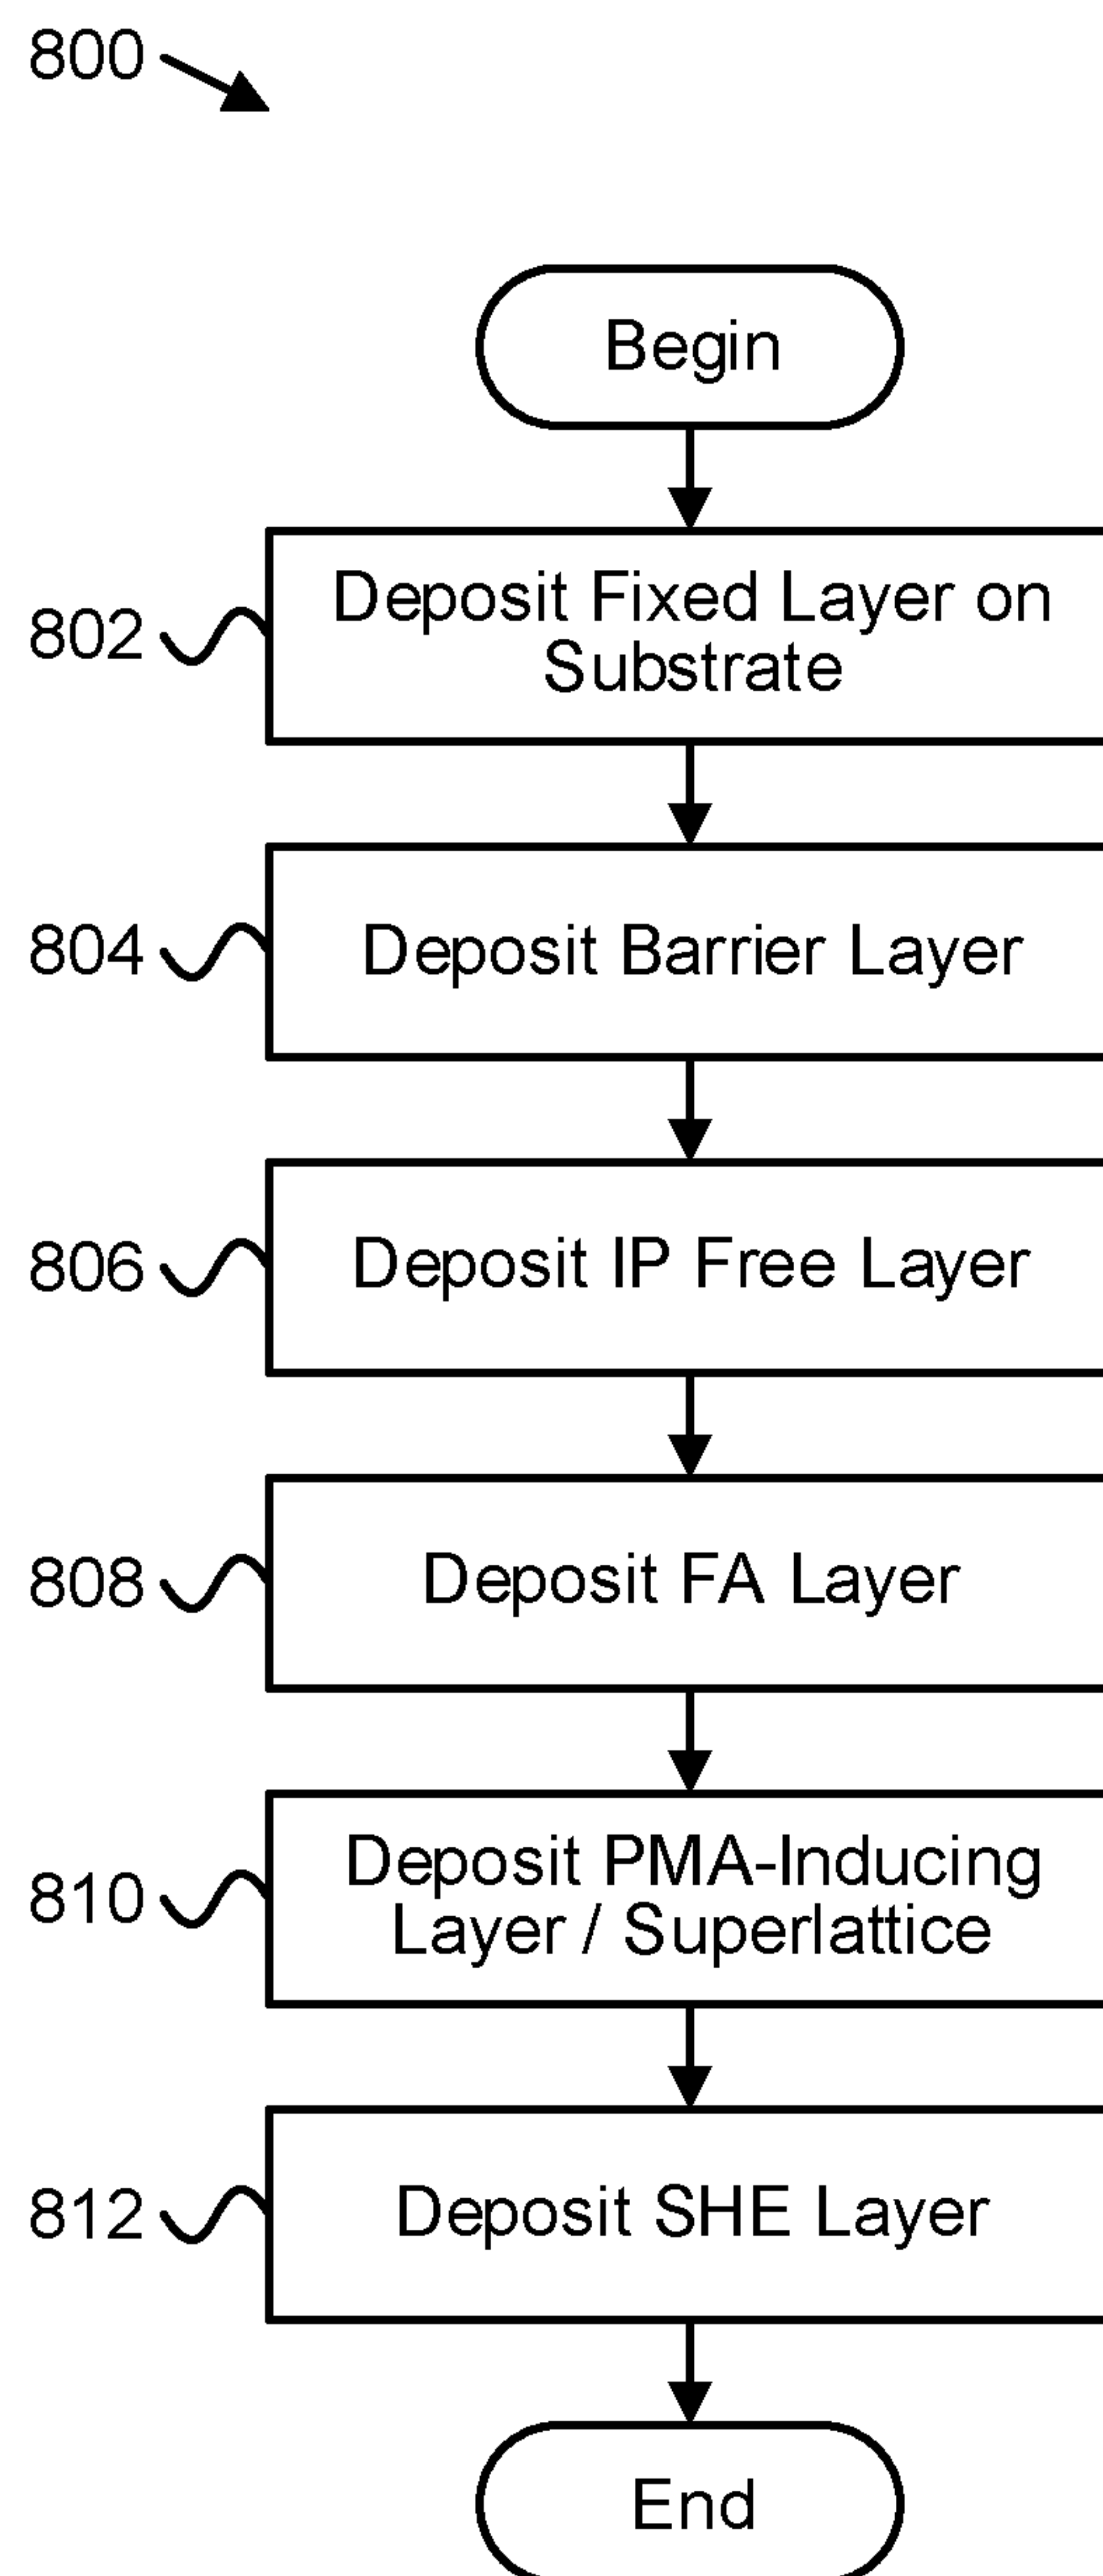 800
Begin
802
Deposit Fixed Layer on
Substrate
804
Deposit Barrier Layer
806
Deposit IP Free Layer
808
Deposit FA Layer
810
Deposit PMA-Inducing
Layer / Superlattice
812
Deposit SHE Layer
End